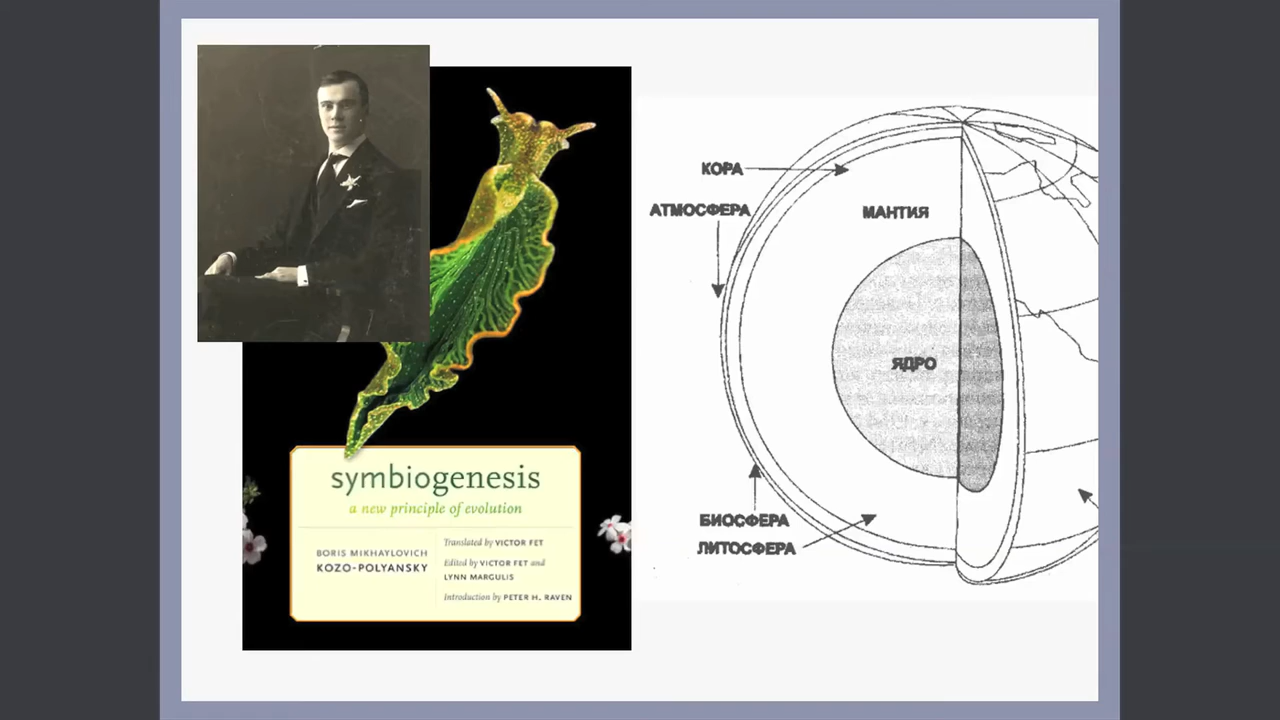 symbiogenesis
a new principle of evolution
BORIS MIKHAYLOVICH
KOZO-POLYANSKY
Translated by VICTOR FET
Edited by VICTOR FET and
LYNN MARGULIS
Introduction by PETER H. RAVEN
КОРА
АТМОСФЕРА
МАНТИЯ
ЯДРО
БИОСФЕРА
ЛИТОСФЕРА